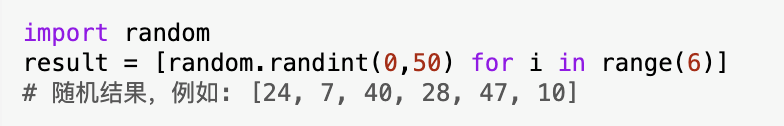 import random
result = [random.randint(0,50) for i in range(6)]
# 随机结果，例如: [24, 7, 40, 28, 47, 10]